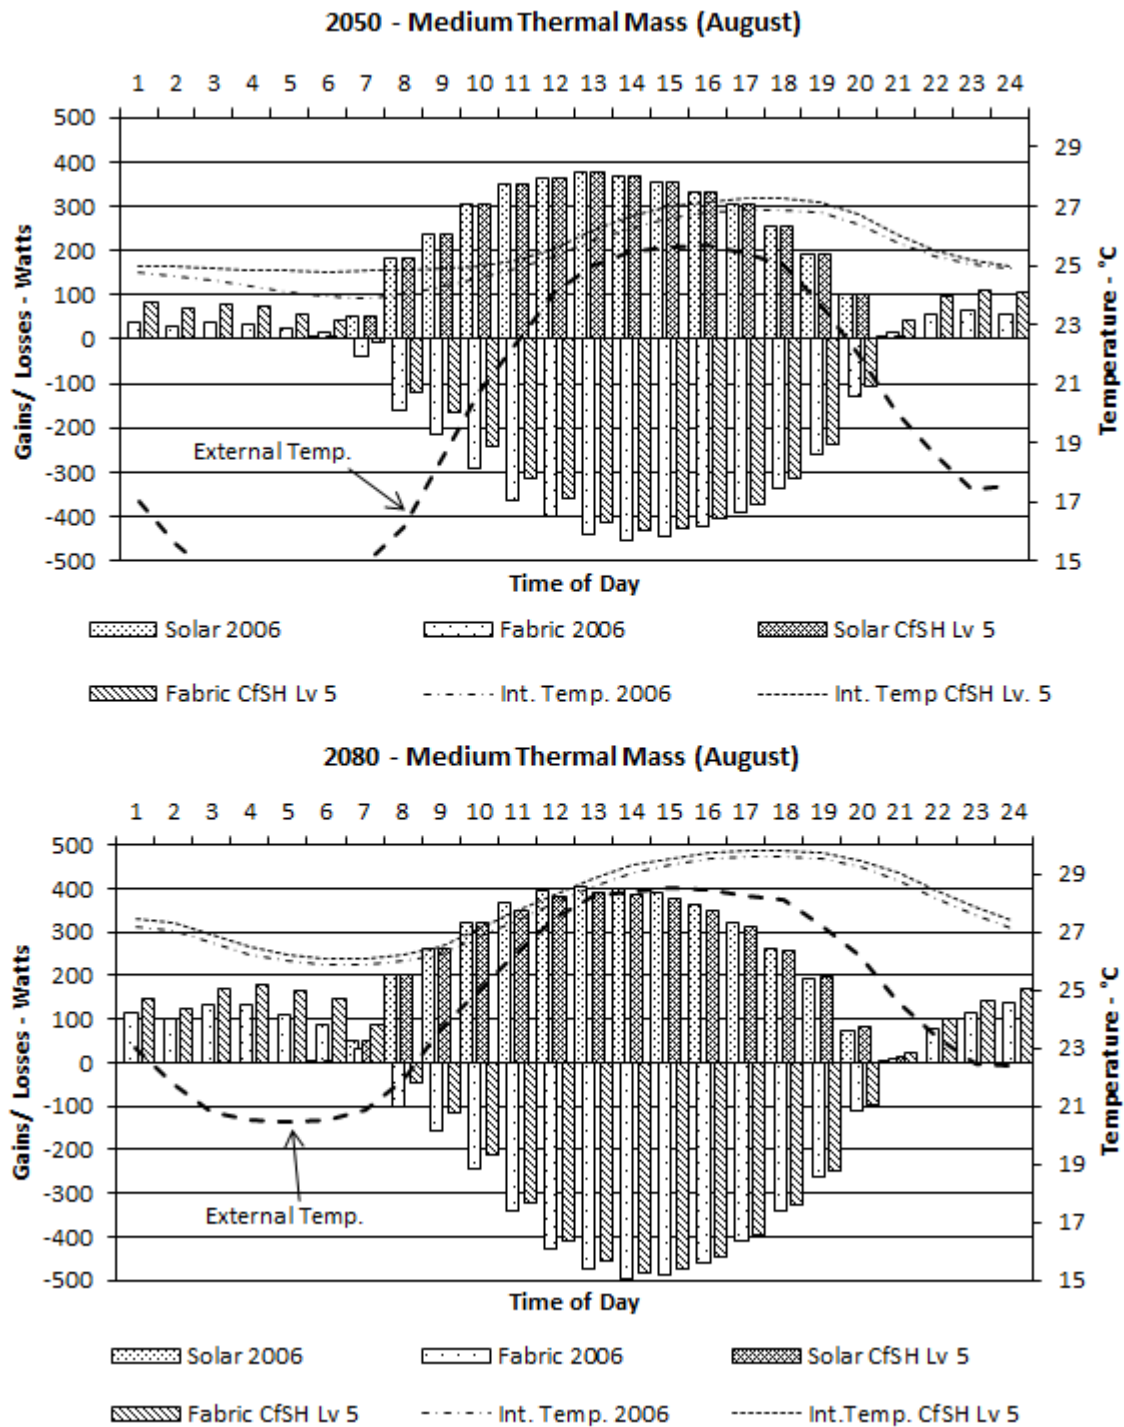 2050 - Medium Thermal Mass (August)
1 2 3 4 5 6 7 8 9 10 11 12 13 14 15 16 17 18 19 20 21 22 23 24
500
400
300
200
100
0
-100
-200
-300
-400
-500
Gains/ Losses - Watts
29
27
25
23
21
19
17
15
Temperature - °C
External Temp.
Time of Day
Solar 2006 Fabric 2006 Solar CfSH Lv 5
Fabric CfSH Lv 5 Int. Temp. 2006 Int. Temp CfSH Lv. 5
2080 - Medium Thermal Mass (August)
1 2 3 4 5 6 7 8 9 10 11 12 13 14 15 16 17 18 19 20 21 22 23 24
500
400
300
200
100
0
-100
-200
-300
-400
-500
Gains/ Losses - Watts
29
27
25
23
21
19
17
15
Temperature - °C
External Temp.
Time of Day
Solar 2006 Fabric 2006 Solar CfSH Lv 5
Fabric CfSH Lv 5 Int. Temp. 2006 Int.Temp. CfSH Lv 5